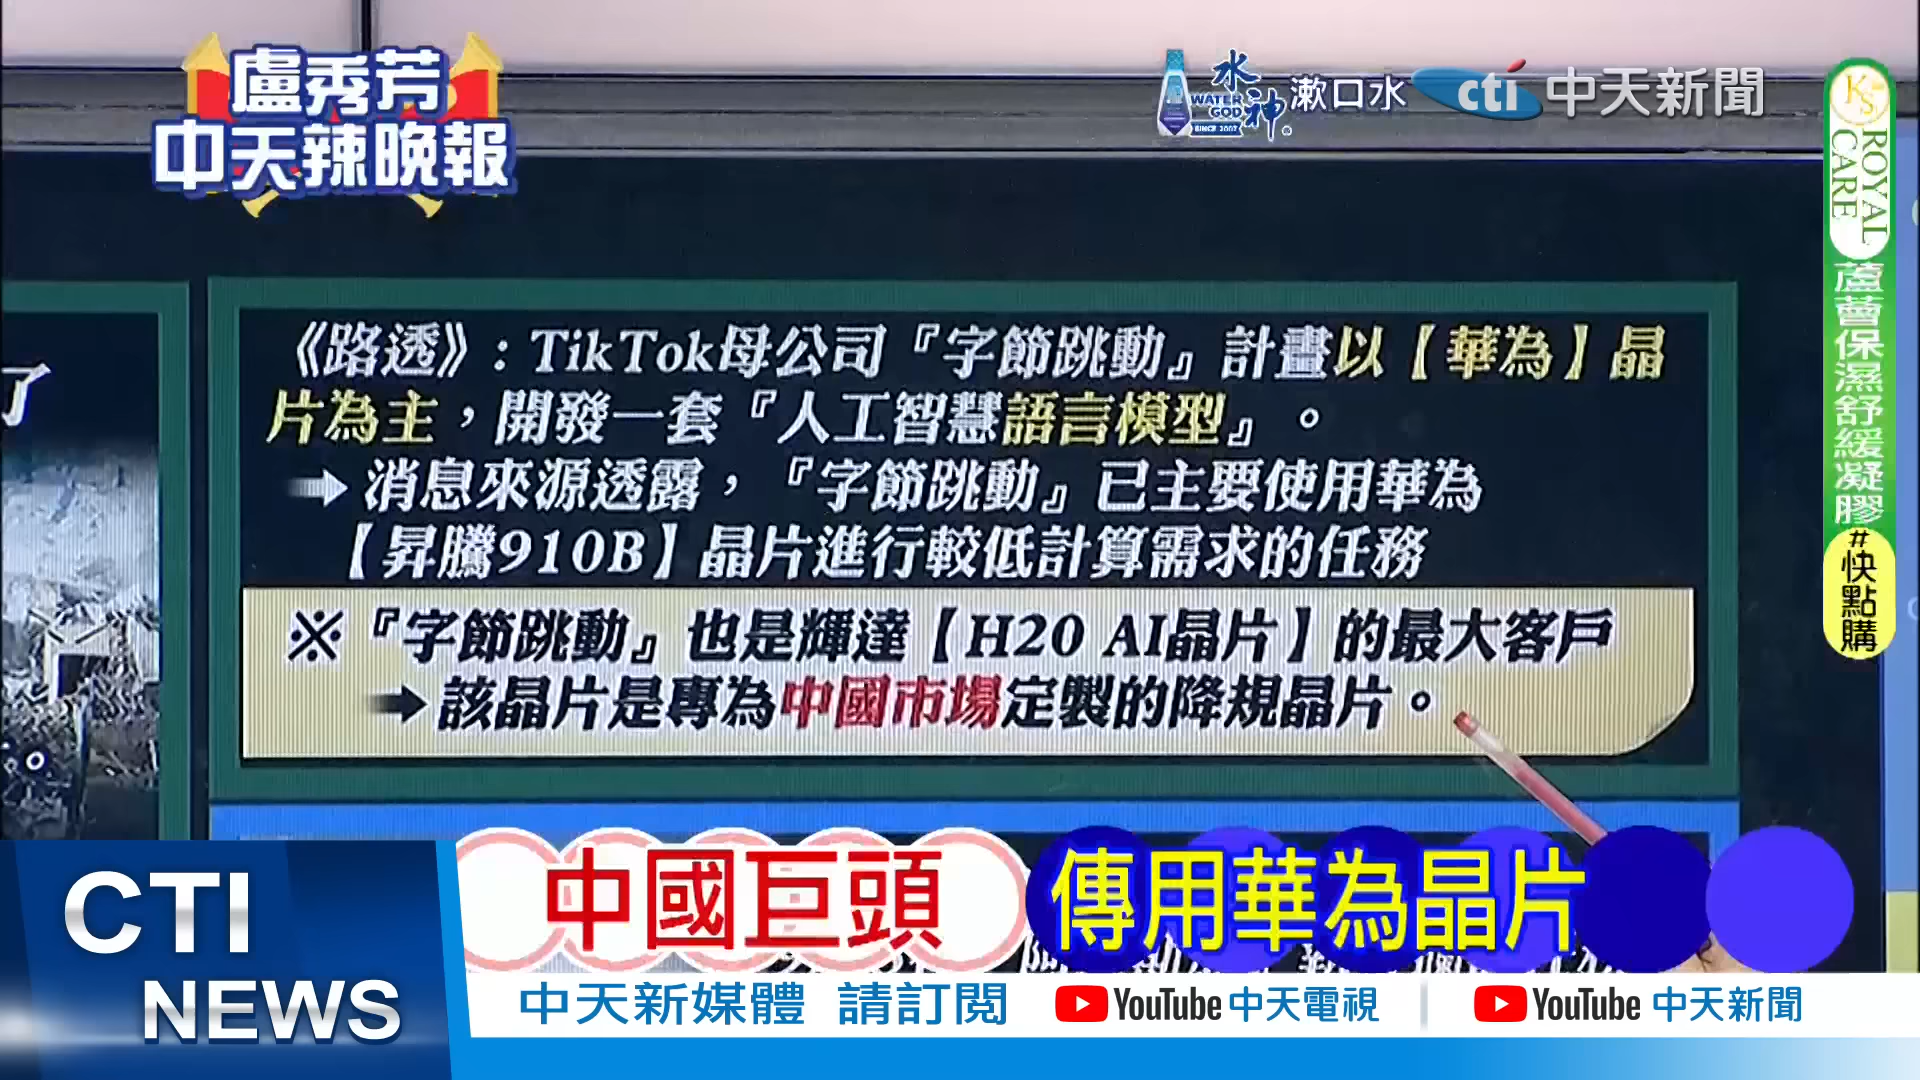 盧秀芳
中天辣晚報
水神
WATER GOD
SINCE 2007
漱口水
cti 中天新聞
KS
ROYAL CARE
蘆薈保濕舒緩凝膠
#快點購
了
《路透》：TikTok母公司『字節跳動』計畫以【華為】晶
片為主，開發一套『人工智慧語言模型』。
→消息來源透露，『字節跳動』已主要使用華為
【昇騰910B】晶片進行較低計算需求的任務
※『字節跳動』也是輝達【H20 AI晶片】的最大客戶
→該晶片是專為中國市場定製的降規晶片。
中國巨頭 傳用華為晶片
CTI NEWS
中天新媒體 請訂閱 YouTube 中天電視 | YouTube 中天新聞